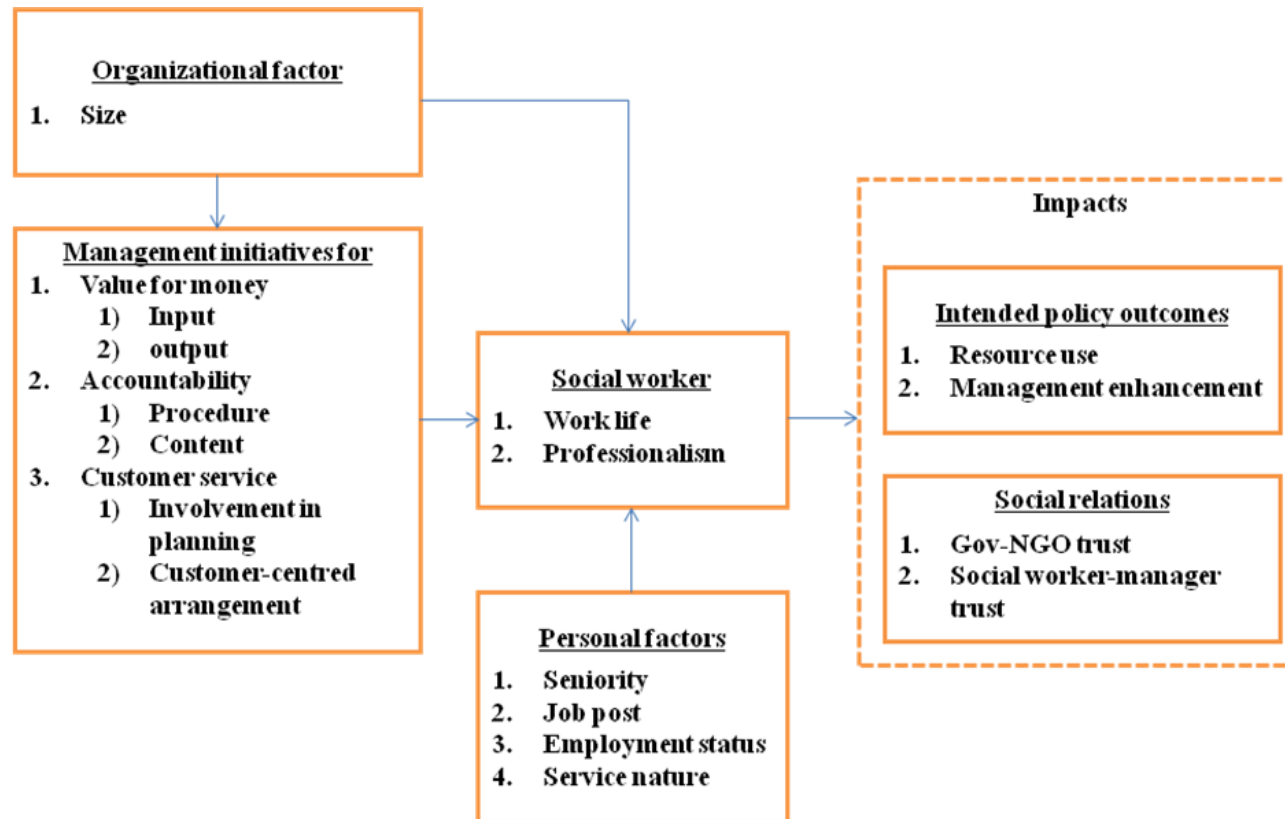 Organizational factor
1. Size
Management initiatives for
1. Value for money
1) Input
2) output
2. Accountability
1) Procedure
2) Content
3. Customer service
1) Involvement in
planning
2) Customer-centred
arrangement
Social worker
1. Work life
2. Professionalism
Personal factors
1. Seniority
2. Job post
3. Employment status
4. Service nature
Impacts
Intended policy outcomes
1. Resource use
2. Management enhancement
Social relations
1. Gov-NGO trust
2. Social worker-manager
trust